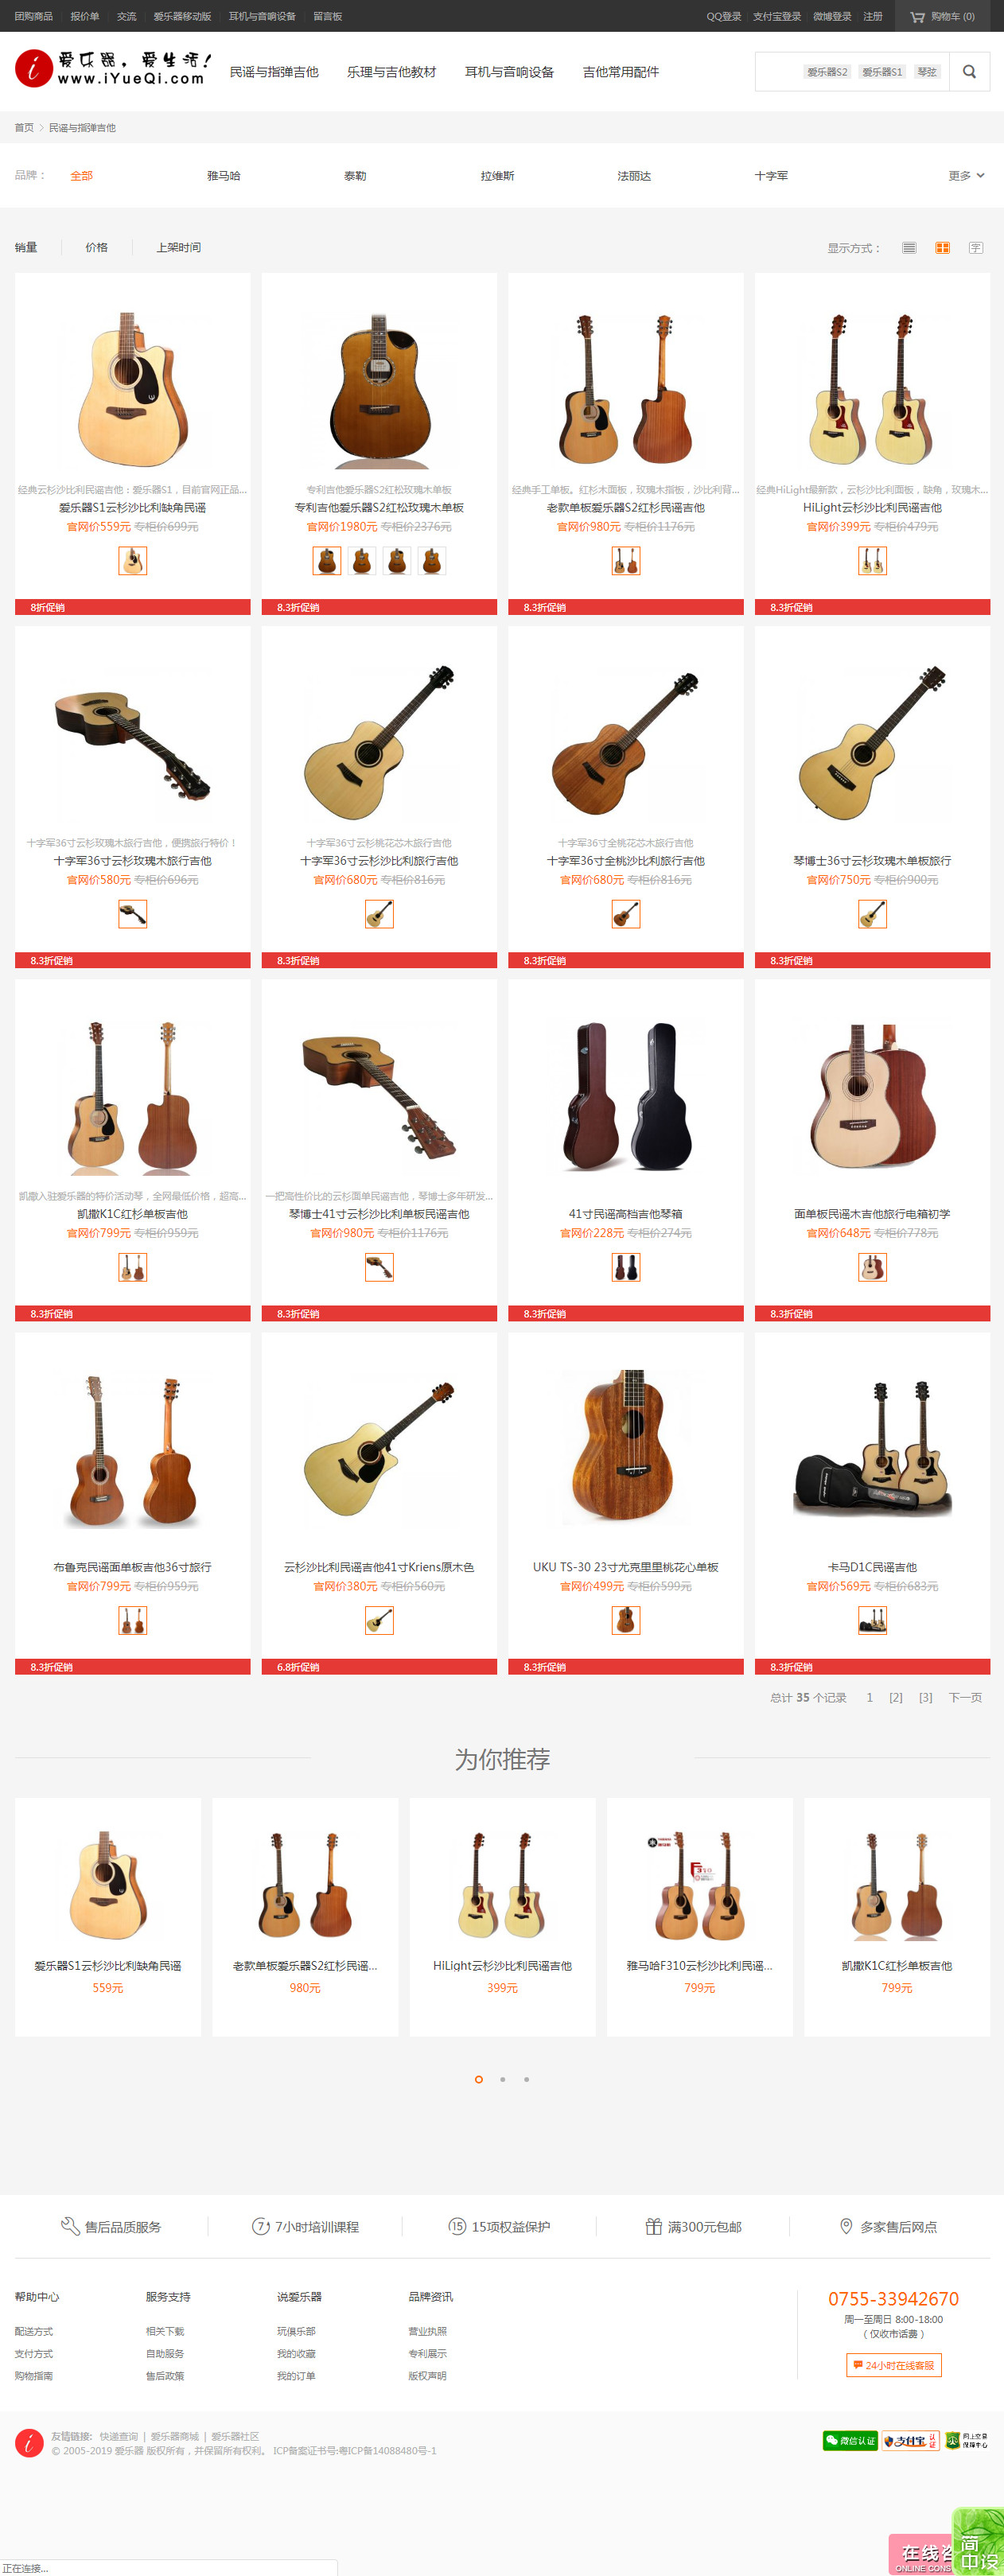 团购商品 报价单 交流 爱乐器移动版 耳机与音响设备 留言板 QQ登录 支付宝登录 微博登录 注册 购物车 (0)
爱乐器，爱生活！
www.iYueQi.com
民谣与指弹吉他 乐理与吉他教材 耳机与音响设备 吉他常用配件 爱乐器S2 爱乐器S1 琴弦
首页 民谣与指弹吉他
品牌： 全部 雅马哈 泰勒 拉维斯 法丽达 十字军 更多
销量 价格 上架时间 显示方式： 字
经典云杉沙比利民谣吉他：爱乐器S1，目前官网正品... 专利吉他爱乐器S2红松玫瑰木单板 经典手工单板。红杉木面板，玫瑰木指板，沙比利背... 经典HiLight最新款，云杉沙比利面板，缺角，玫瑰木...
爱乐器S1云杉沙比利缺角民谣 专利吉他爱乐器S2红松玫瑰木单板 老款单板爱乐器S2红杉民谣吉他 HiLight云杉沙比利民谣吉他
官网价559元 专柜价699元 官网价1980元 专柜价2376元 官网价980元 专柜价1176元 官网价399元 专柜价479元
8折促销 8.3折促销 8.3折促销 8.3折促销
十字军36寸云杉玫瑰木旅行吉他，便携旅行特价！ 十字军36寸云杉桃花芯木旅行吉他 十字军36寸全桃花芯木旅行吉他
十字军36寸云杉玫瑰木旅行吉他 十字军36寸云杉沙比利旅行吉他 十字军36寸全桃沙比利旅行吉他 琴博士36寸云杉玫瑰木单板旅行
官网价580元 专柜价696元 官网价680元 专柜价816元 官网价680元 专柜价816元 官网价750元 专柜价900元
8.3折促销 8.3折促销 8.3折促销 8.3折促销
凯撒入驻爱乐器的特价活动琴，全网最低价格，超高... 一把高性价比的云杉面单民谣吉他，琴博士多年研发...
凯撒K1C红杉单板吉他 琴博士41寸云杉沙比利单板民谣吉他 41寸民谣高档吉他琴箱 面单板民谣木吉他旅行电箱初学
官网价799元 专柜价959元 官网价980元 专柜价1176元 官网价228元 专柜价274元 官网价648元 专柜价778元
8.3折促销 8.3折促销 8.3折促销 8.3折促销
布鲁克民谣面单板吉他36寸旅行 云杉沙比利民谣吉他41寸Kriens原木色 UKU TS-30 23寸尤克里里桃花心单板 卡马D1C民谣吉他
官网价799元 专柜价959元 官网价380元 专柜价560元 官网价499元 专柜价599元 官网价569元 专柜价683元
8.3折促销 6.8折促销 8.3折促销 8.3折促销
总计 35 个记录 1 [2] [3] 下一页
为你推荐
爱乐器S1云杉沙比利缺角民谣 老款单板爱乐器S2红杉民谣... HiLight云杉沙比利民谣吉他 雅马哈F310云杉沙比利民谣... 凯撒K1C红杉单板吉他
559元 980元 399元 799元 799元
售后品质服务 7 7小时培训课程 15 15项权益保护 满300元包邮 多家售后网点
帮助中心 服务支持 说爱乐器 品牌资讯
配送方式 相关下载 玩俱乐部 营业执照
支付方式 自助服务 我的收藏 专利展示
购物指南 售后政策 我的订单 版权声明
0755-33942670
周一至周日 8:00-18:00
（仅收市话费）
24小时在线客服
友情链接: 快递查询 | 爱乐器商城 | 爱乐器社区
© 2005-2019 爱乐器 版权所有，并保留所有权利。 ICP备案证书号:粤ICP备14088480号-1
微信认证 支付宝 认证 网上交易保障中心
在线咨
ONLINE CONS
简
中设
正在连接...